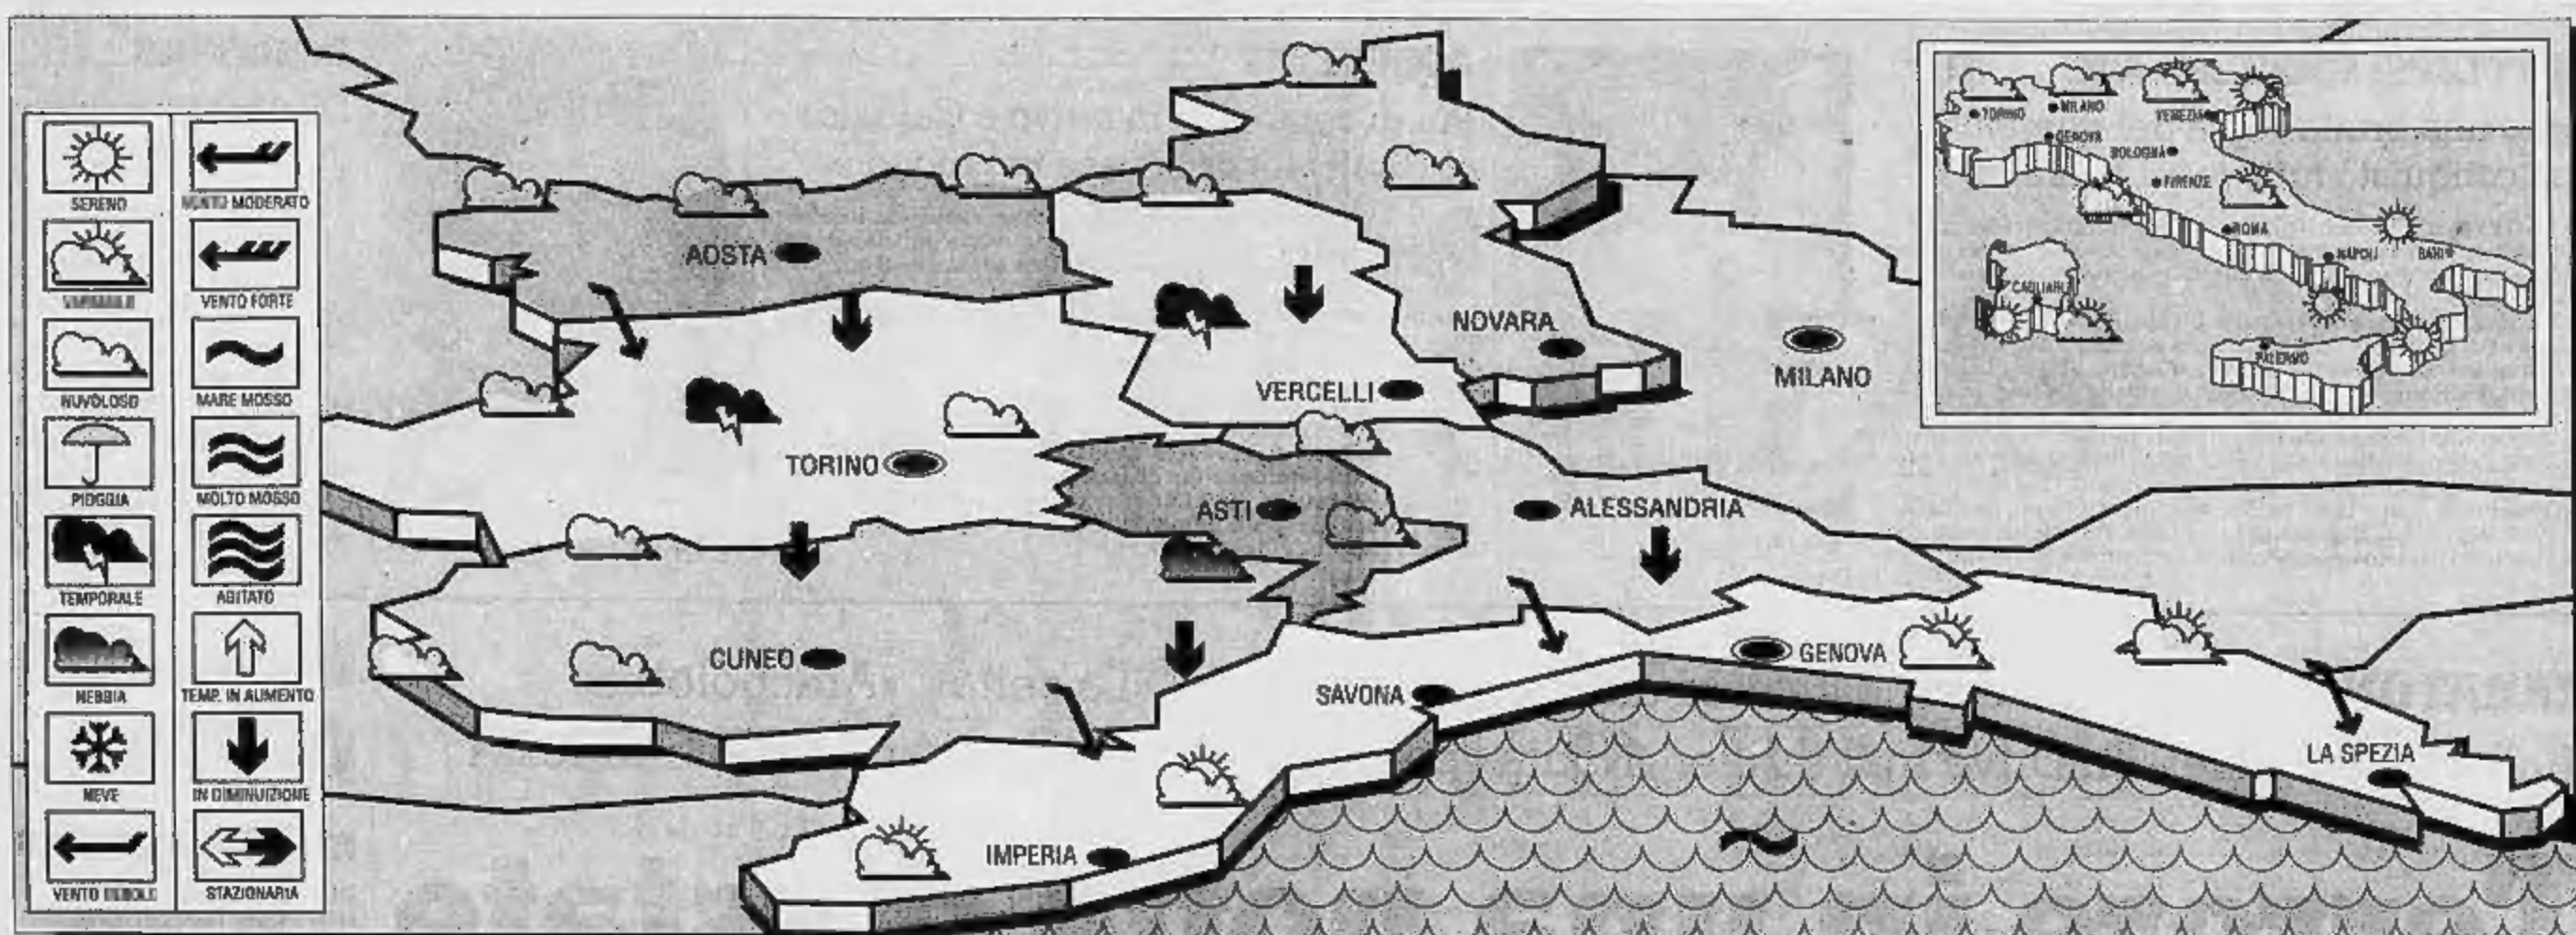 SERENO
MODERATO
VENTO FORTE
NUVOLOSO
MARE MOSSO
PIOGGIA
MOLTO MOSSO
TEMPORALE
AGITATO
NEBBIA
TEMP. IN AUMENTO
NEVE
IN DIMINUIZIONE
VENTO
STAZIONARIA
AOSTA
NOVARA
MILANO
VERCELLI
TORINO
ASTI
ALESSANDRIA
CUNEO
GENOVA
SAVONA
LA SPEZIA
IMPERIA
TORINO
MILANO
VENEZIA
GENOVA
BOLOGNA
FIRENZE
ROMA
NAPOLI
BARI
CAGLIARI
PALERMO